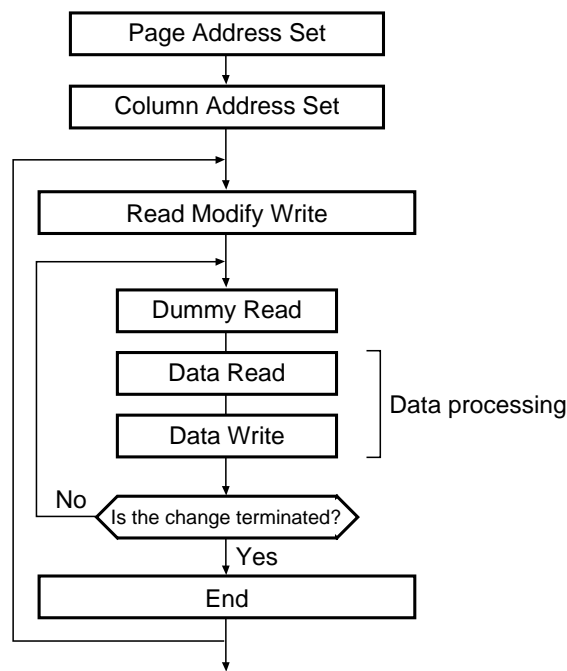 Page Address Set
Column Address Set
Read Modify Write
Dummy Read
Data Read
Data processing
Data Write
No
Is the change terminated?
Yes
End